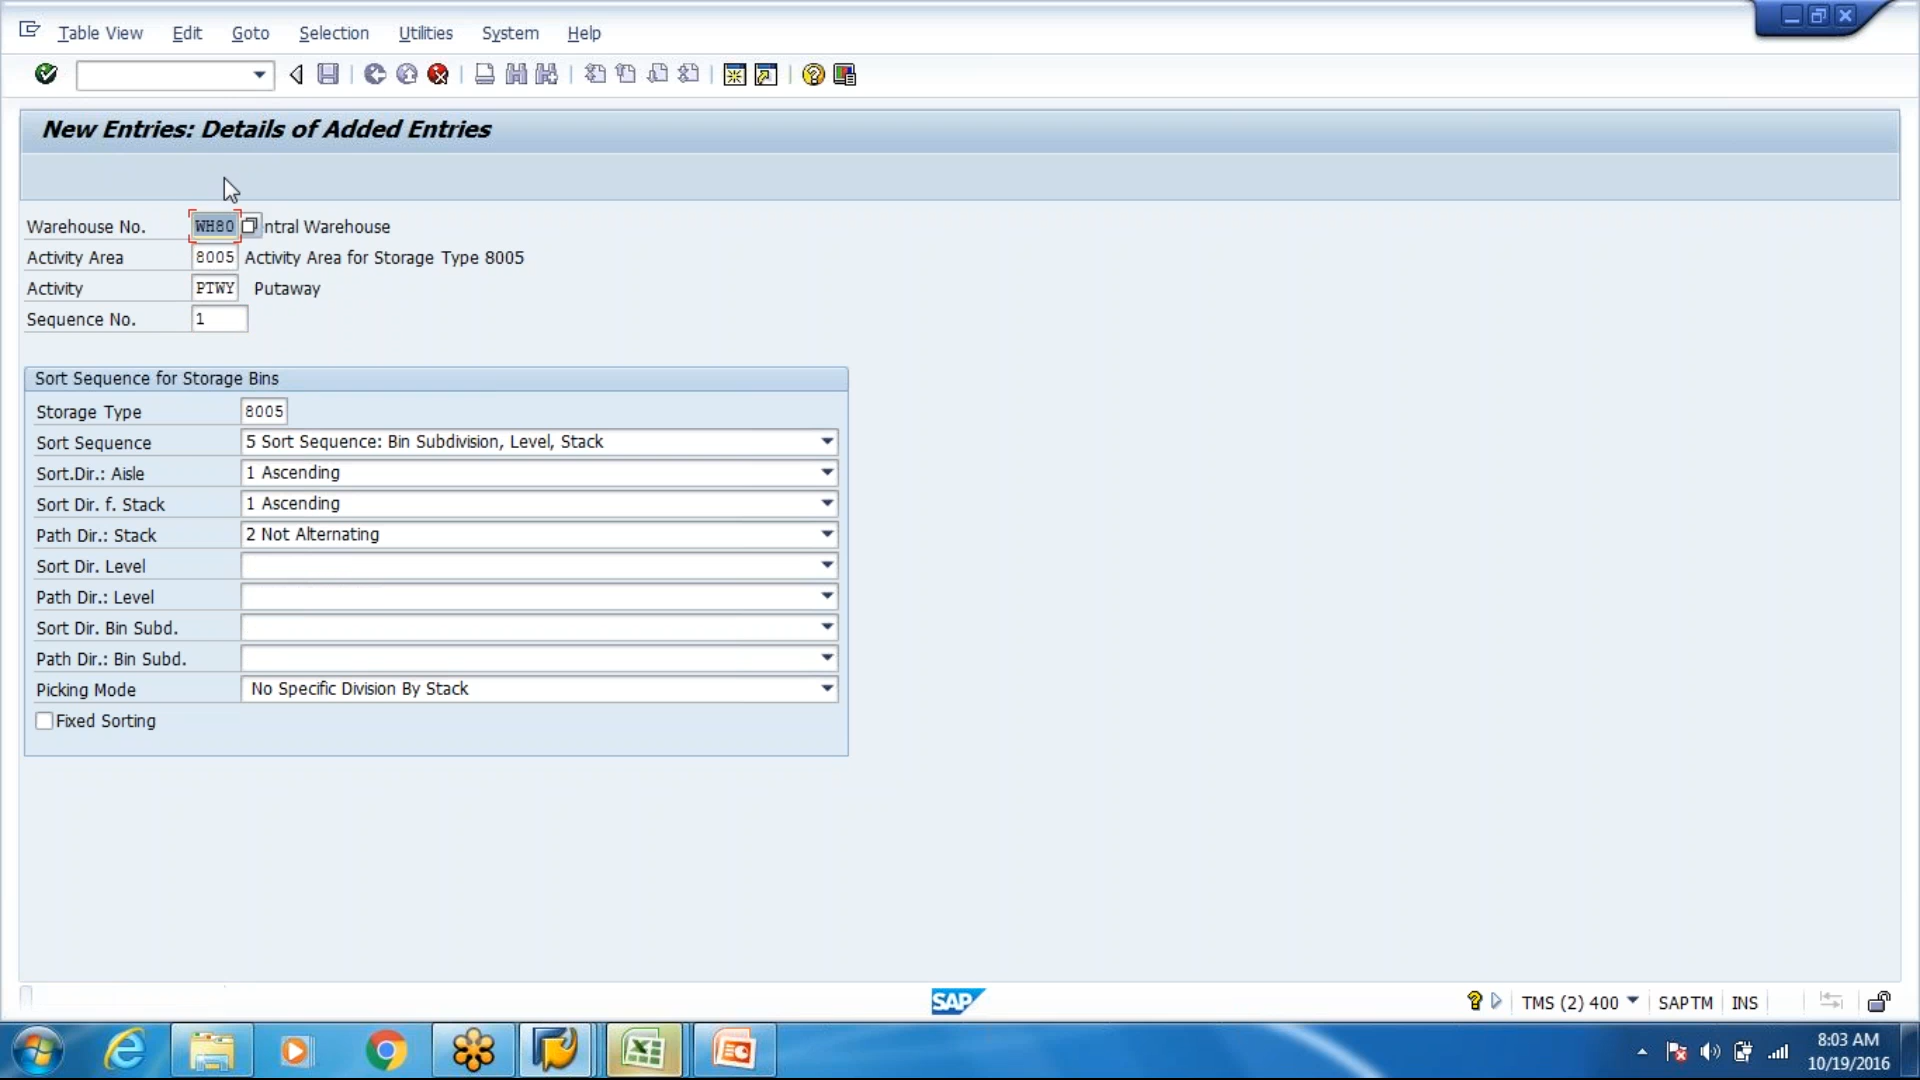 Table View Edit Goto Selection Utilities System Help
New Entries: Details of Added Entries
Warehouse No. WH80 ntral Warehouse
Activity Area 8005 Activity Area for Storage Type 8005
Activity PTWY Putaway
Sequence No. 1
Sort Sequence for Storage Bins
Storage Type 8005
Sort Sequence 5 Sort Sequence: Bin Subdivision, Level, Stack
Sort.Dir.: Aisle 1 Ascending
Sort Dir. f. Stack 1 Ascending
Path Dir.: Stack 2 Not Alternating
Sort Dir. Level
Path Dir.: Level
Sort Dir. Bin Subd.
Path Dir.: Bin Subd.
Picking Mode No Specific Division By Stack
Fixed Sorting
SAP TMS (2) 400 SAPTM INS
8:03 AM
10/19/2016